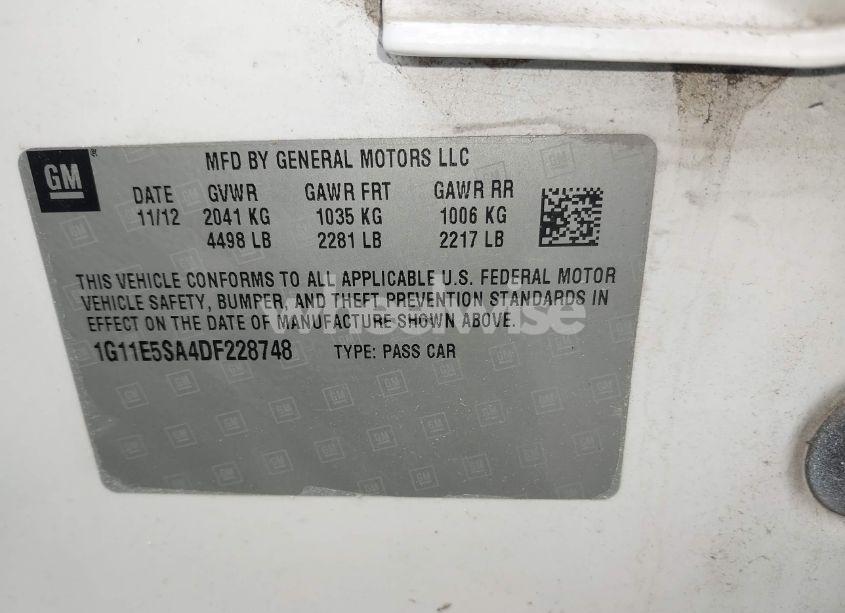 GM
MFD BY GENERAL MOTORS LLC
DATE GVWR GAWR FRT GAWR RR
11/12 2041 KG 1035 KG 1006 KG
4498 LB 2281 LB 2217 LB
THIS VEHICLE CONFORMS TO ALL APPLICABLE U.S. FEDERAL MOTOR
VEHICLE SAFETY, BUMPER, AND THEFT PREVENTION STANDARDS IN
EFFECT ON THE DATE OF MANUFACTURE SHOWN ABOVE.
1G11E5SA4DF228748 TYPE: PASS CAR